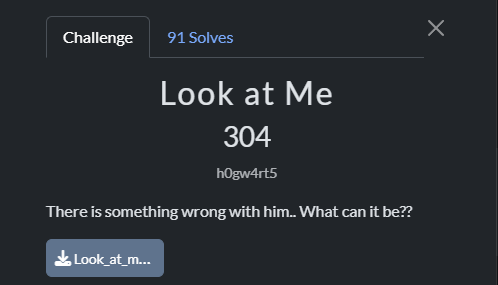 Challenge
91 Solves
Look at Me
304
h0gw4rt5
There is something wrong with him.. What can it be??
Look_at_m...